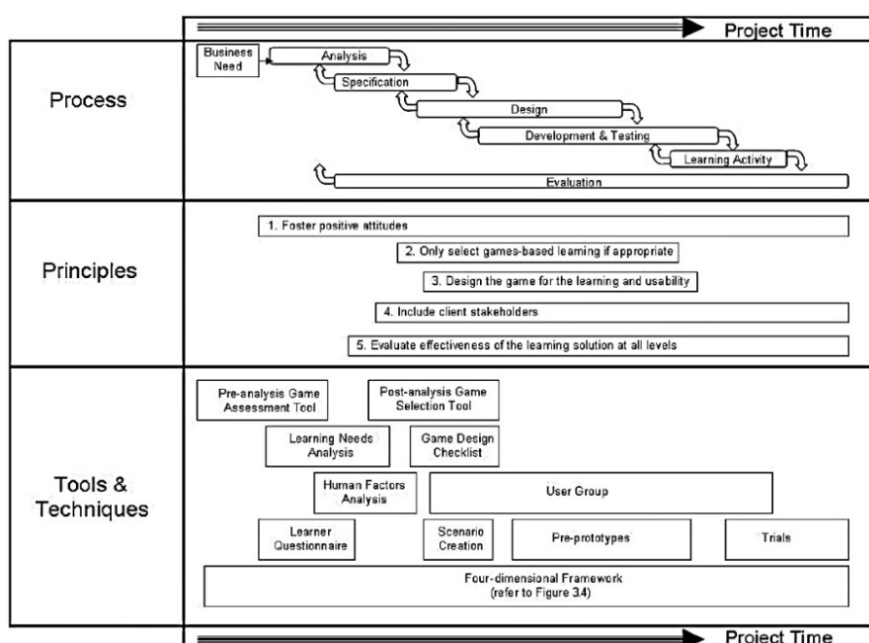 Project Time
Process
Business
Need
Analysis
Specification
Design
Development & Testing
Learning Activity
Evaluation
Principles
1. Foster positive attitudes
2. Only select games-based learning if appropriate
3. Design the game for the learning and usability
4. Include client stakeholders
5. Evaluate effectiveness of the learning solution at all levels
Tools &
Techniques
Pre-analysis Game
Assessment Tool
Post-analysis Game
Selection Tool
Learning Needs
Analysis
Game Design
Checklist
Human Factors
Analysis
User Group
Learner
Questionnaire
Scenario
Creation
Pre-prototypes
Trials
Four-dimensional Framework
(refer to Figure 3.4)
Project Time